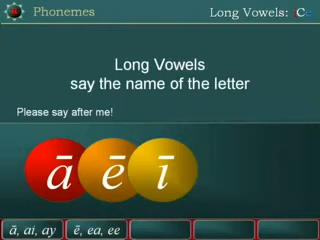 Phonemes
Long Vowels: iCe
Long Vowels
say the name of the letter
Please say after me!
ā ē ī
ā, ai, ay
ē, ea, ee